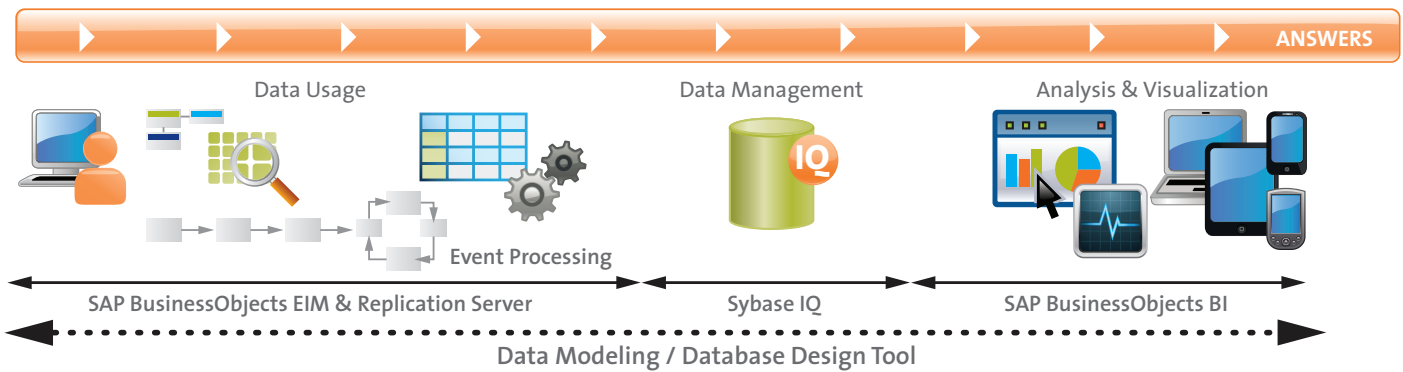 ANSWERS
Data Usage
Data Management
Analysis & Visualization
IQ
Event Processing
SAP BusinessObjects EIM & Replication Server
Sybase IQ
SAP BusinessObjects BI
Data Modeling / Database Design Tool